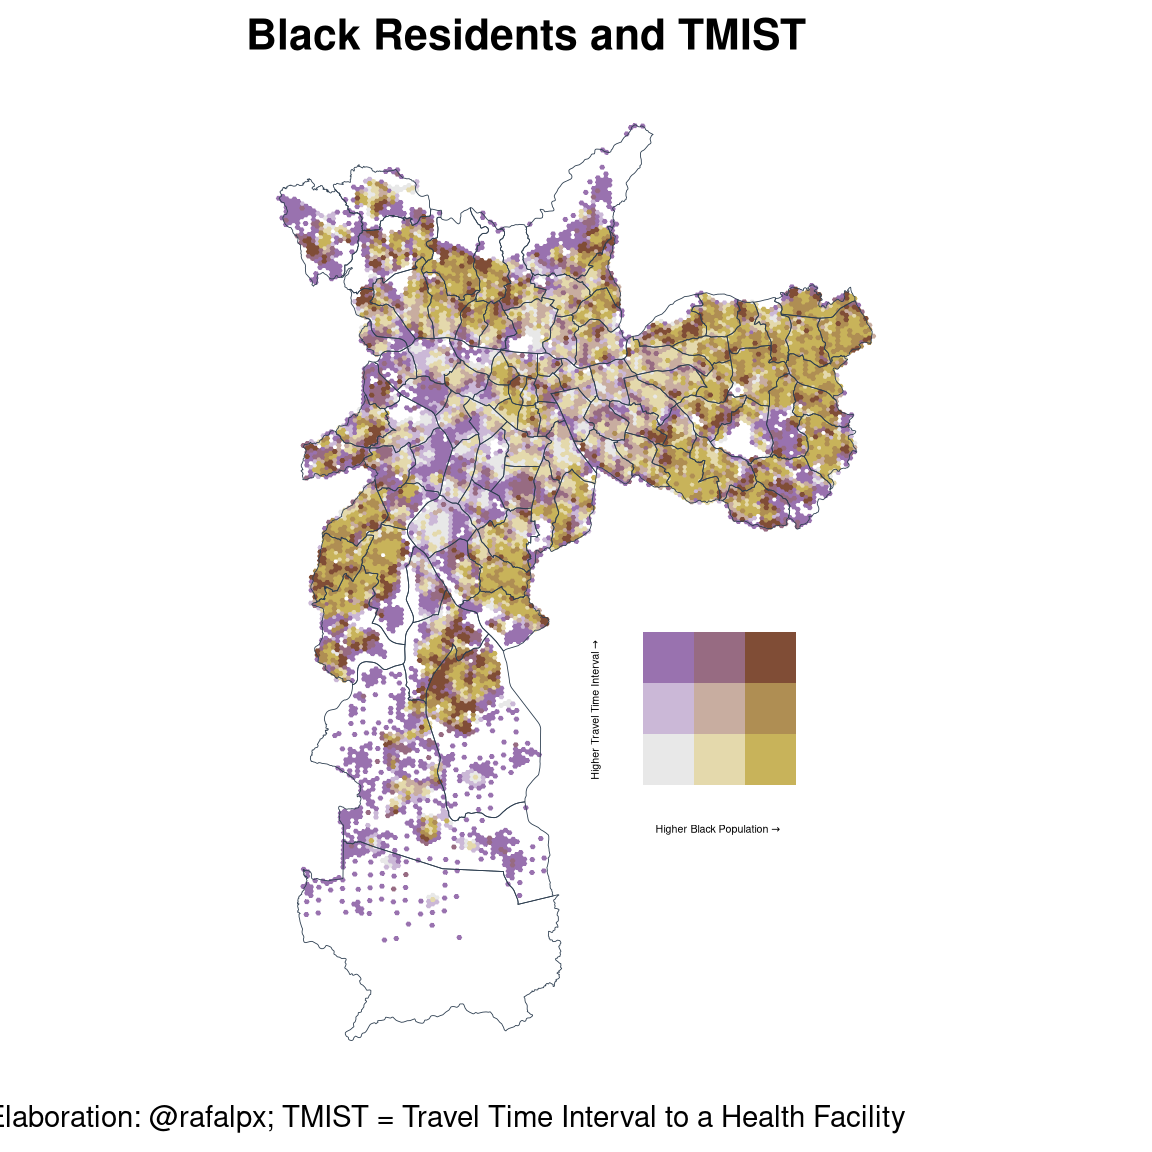 Black Residents and TMIST
Higher Travel Time Interval →
Higher Black Population →
Elaboration: @rafalpx; TMIST = Travel Time Interval to a Health Facility